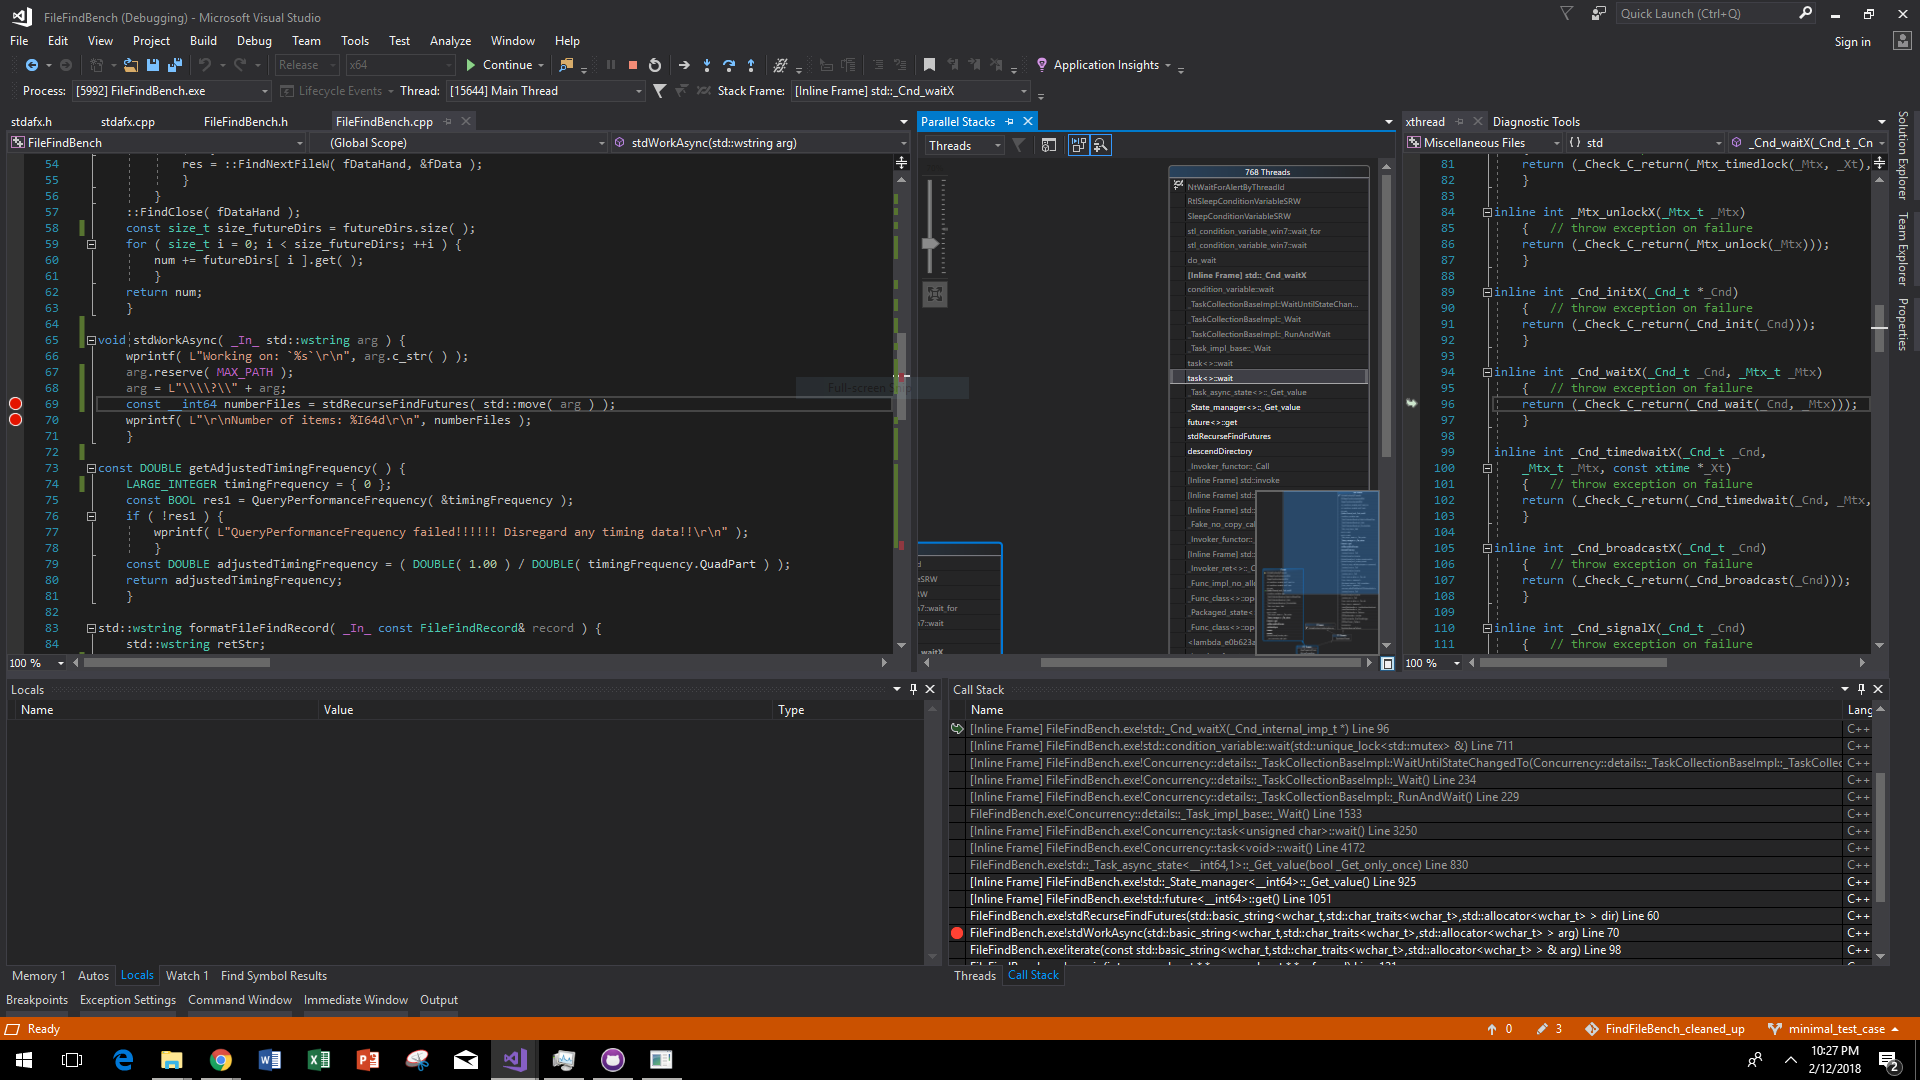 FileFindBench (Debugging) - Microsoft Visual Studio
Quick Launch (Ctrl+Q)
File Edit View Project Build Debug Team Tools Test Analyze Window Help
Sign in
Release x64 Continue Application Insights
Process: [5992] FileFindBench.exe Lifecycle Events Thread: [15644] Main Thread Stack Frame: [Inline Frame] std::_Cnd_waitX
stdafx.h stdafx.cpp FileFindBench.h FileFindBench.cpp
FileFindBench (Global Scope) stdWorkAsync(std::wstring arg)
54 res = ::FindNextFileW( fDataHand, &fData );
55 }
56 }
57 ::FindClose( fDataHand );
58 const size_t size_futureDirs = futureDirs.size( );
59 for ( size_t i = 0; i < size_futureDirs; ++i ) {
60 num += futureDirs[ i ].get( );
61 }
62 return num;
63 }
64
65 void stdWorkAsync( _In_ std::wstring arg ) {
66 wprintf( L"Working on: `%s`\r\n", arg.c_str( ) );
67 arg.reserve( MAX_PATH );
68 arg = L"\\\\?\\" + arg;
69 const __int64 numberFiles = stdRecurseFindFutures( std::move( arg ) );
70 wprintf( L"\r\nNumber of items: %I64d\r\n", numberFiles );
71 }
72
73 const DOUBLE getAdjustedTimingFrequency( ) {
74 LARGE_INTEGER timingFrequency = { 0 };
75 const BOOL res1 = QueryPerformanceFrequency( &timingFrequency );
76 if ( !res1 ) {
77 wprintf( L"QueryPerformanceFrequency failed!!!!!! Disregard any timing data!!\r\n" );
78 }
79 const DOUBLE adjustedTimingFrequency = ( DOUBLE( 1.00 ) / DOUBLE( timingFrequency.QuadPart ) );
80 return adjustedTimingFrequency;
81 }
82
83 std::wstring formatFileFindRecord( _In_ const FileFindRecord& record ) {
84 std::wstring retStr;
100 %
Full-screen
Parallel Stacks
Threads
768 Threads
NtWaitForAlertByThreadId
RtlSleepConditionVariableSRW
SleepConditionVariableSRW
stl_condition_variable_win7::wait_for
stl_condition_variable_win7::wait
do_wait
[Inline Frame] std::_Cnd_waitX
condition_variable::wait
_TaskCollectionBaseImpl::WaitUntilStateChan...
_TaskCollectionBaseImpl::_Wait
_TaskCollectionBaseImpl::_RunAndWait
_Task_impl_base::_Wait
task<>::wait
task<>::wait
_Task_async_state<>::_Get_value
_State_manager<>::_Get_value
future<>::get
stdRecurseFindFutures
descendDirectory
_Invoker_functor::_Call
[Inline Frame] std::invoke
[Inline Frame] std:
[Inline Frame] std:
_Fake_no_copy_cal
_Invoker_functor::_
[Inline Frame] std:
_Invoker_ret<>::_C
_Func_impl_no_allo
_Func_class<>::op
_Packaged_state<
_Func_class<>::op
<lambda_e0b623a
d
eSRW
RW
n7::wait_for
n7::wait
waitX
xthread Diagnostic Tools
Miscellaneous Files { } std _Cnd_waitX(_Cnd_t _Cn
81 return (_Check_C_return(_Mtx_timedlock(_Mtx, _Xt),
82 }
83
84 inline int _Mtx_unlockX(_Mtx_t _Mtx)
85 { // throw exception on failure
86 return (_Check_C_return(_Mtx_unlock(_Mtx)));
87 }
88
89 inline int _Cnd_initX(_Cnd_t *_Cnd)
90 { // throw exception on failure
91 return (_Check_C_return(_Cnd_init(_Cnd)));
92 }
93
94 inline int _Cnd_waitX(_Cnd_t _Cnd, _Mtx_t _Mtx)
95 { // throw exception on failure
96 return (_Check_C_return(_Cnd_wait(_Cnd, _Mtx)));
97 }
98
99 inline int _Cnd_timedwaitX(_Cnd_t _Cnd,
100 _Mtx_t _Mtx, const xtime *_Xt)
101 { // throw exception on failure
102 return (_Check_C_return(_Cnd_timedwait(_Cnd, _Mtx,
103 }
104
105 inline int _Cnd_broadcastX(_Cnd_t _Cnd)
106 { // throw exception on failure
107 return (_Check_C_return(_Cnd_broadcast(_Cnd)));
108 }
109
110 inline int _Cnd_signalX(_Cnd_t _Cnd)
111 { // throw exception on failure
100 %
Solution Explorer
Team Explorer
Properties
Locals
Name Value Type
Call Stack
Name Lang
[Inline Frame] FileFindBench.exe!std::_Cnd_waitX(_Cnd_internal_imp_t *) Line 96 C++
[Inline Frame] FileFindBench.exe!std::condition_variable::wait(std::unique_lock<std::mutex> &) Line 711 C++
[Inline Frame] FileFindBench.exe!Concurrency::details::_TaskCollectionBaseImpl::WaitUntilStateChangedTo(Concurrency::details::_TaskCollectionBaseImpl::_TaskCollec C++
[Inline Frame] FileFindBench.exe!Concurrency::details::_TaskCollectionBaseImpl::_Wait() Line 234 C++
[Inline Frame] FileFindBench.exe!Concurrency::details::_TaskCollectionBaseImpl::_RunAndWait() Line 229 C++
FileFindBench.exe!Concurrency::details::_Task_impl_base::_Wait() Line 1533 C++
[Inline Frame] FileFindBench.exe!Concurrency::task<unsigned char>::wait() Line 3250 C++
[Inline Frame] FileFindBench.exe!Concurrency::task<void>::wait() Line 4172 C++
FileFindBench.exe!std::_Task_async_state<__int64,1>::_Get_value(bool _Get_only_once) Line 830 C++
[Inline Frame] FileFindBench.exe!std::_State_manager<__int64>::_Get_value() Line 925 C++
[Inline Frame] FileFindBench.exe!std::future<__int64>::get() Line 1051 C++
FileFindBench.exe!stdRecurseFindFutures(std::basic_string<wchar_t,std::char_traits<wchar_t>,std::allocator<wchar_t> > dir) Line 60 C++
FileFindBench.exe!stdWorkAsync(std::basic_string<wchar_t,std::char_traits<wchar_t>,std::allocator<wchar_t> > arg) Line 70 C++
FileFindBench.exe!iterate(const std::basic_string<wchar_t,std::char_traits<wchar_t>,std::allocator<wchar_t> > & arg) Line 98 C++
Memory 1 Autos Locals Watch 1 Find Symbol Results
Threads Call Stack
Breakpoints Exception Settings Command Window Immediate Window Output
Ready 0 3 FindFileBench_cleaned_up minimal_test_case
10:27 PM
2/12/2018
2